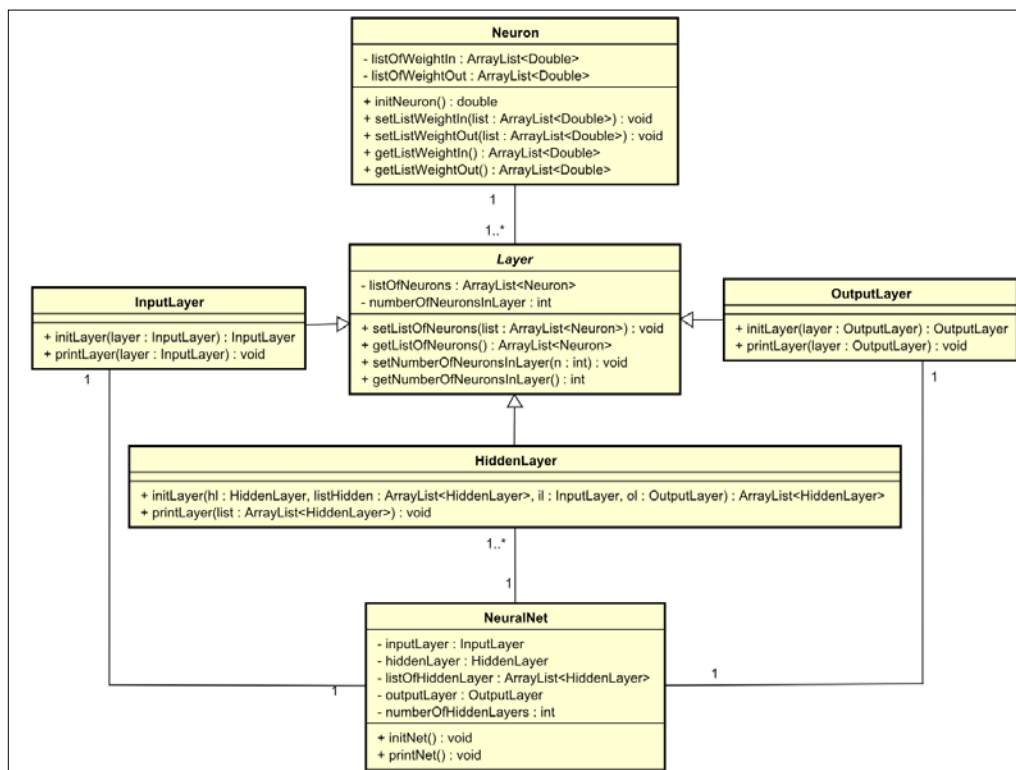 Neuron
- listOfWeightIn : ArrayList<Double>
- listOfWeightOut : ArrayList<Double>
+ initNeuron() : double
+ setListWeightIn(list : ArrayList<Double>) : void
+ setListWeightOut(list : ArrayList<Double>) : void
+ getListWeightIn() : ArrayList<Double>
+ getListWeightOut() : ArrayList<Double>
1
1..*
Layer
- listOfNeurons : ArrayList<Neuron>
- numberOfNeuronsInLayer : int
+ setListOfNeurons(list : ArrayList<Neuron>) : void
+ getListOfNeurons() : ArrayList<Neuron>
+ setNumberOfNeuronsInLayer(n : int) : void
+ getNumberOfNeuronsInLayer() : int
InputLayer
+ initLayer(layer : InputLayer) : InputLayer
+ printLayer(layer : InputLayer) : void
1
OutputLayer
+ initLayer(layer : OutputLayer) : OutputLayer
+ printLayer(layer : OutputLayer) : void
1
HiddenLayer
+ initLayer(hl : HiddenLayer, listHidden : ArrayList<HiddenLayer>, il : InputLayer, ol : OutputLayer) : ArrayList<HiddenLayer>
+ printLayer(list : ArrayList<HiddenLayer>) : void
1..*
1
NeuralNet
- inputLayer : InputLayer
- hiddenLayer : HiddenLayer
- listOfHiddenLayer : ArrayList<HiddenLayer>
- outputLayer : OutputLayer
- numberOfHiddenLayers : int
+ initNet() : void
+ printNet() : void
1
1